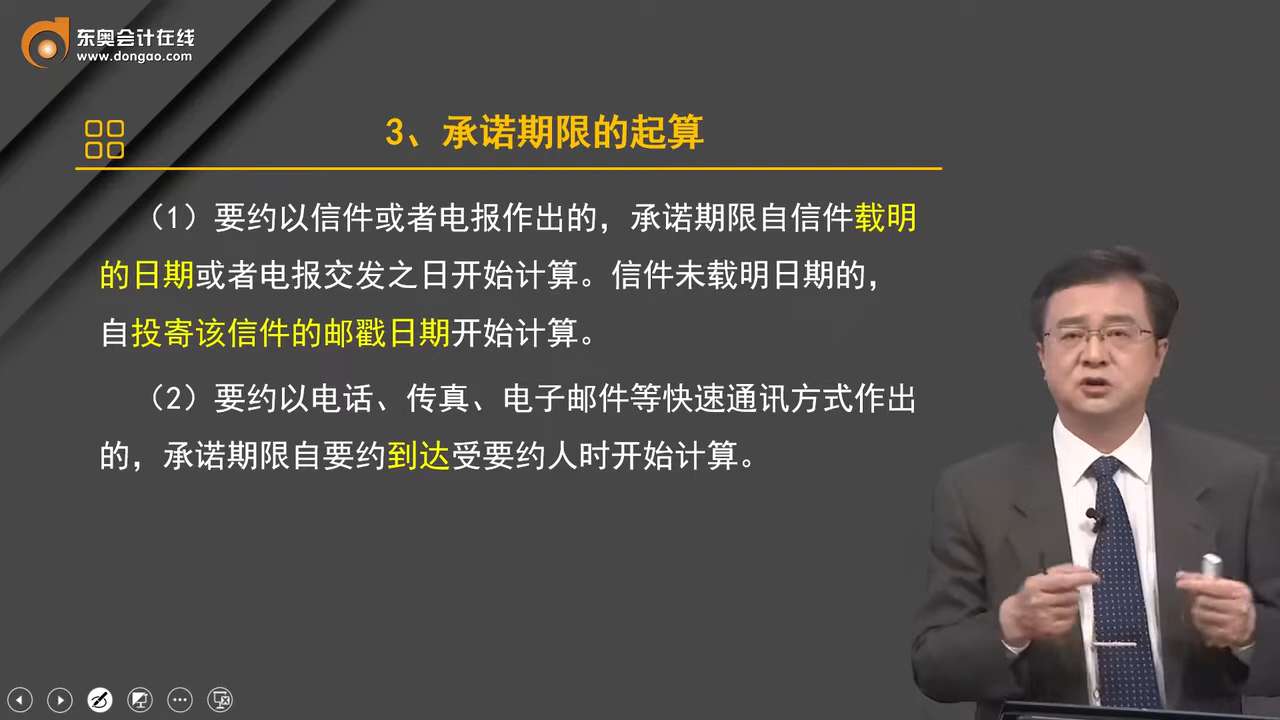 东奥会计在线
www.dongao.com
3、承诺期限的起算
（1）要约以信件或者电报作出的，承诺期限自信件载明
的日期或者电报交发之日开始计算。信件未载明日期的，
自投寄该信件的邮戳日期开始计算。
（2）要约以电话、传真、电子邮件等快速通讯方式作出
的，承诺期限自要约到达受要约人时开始计算。